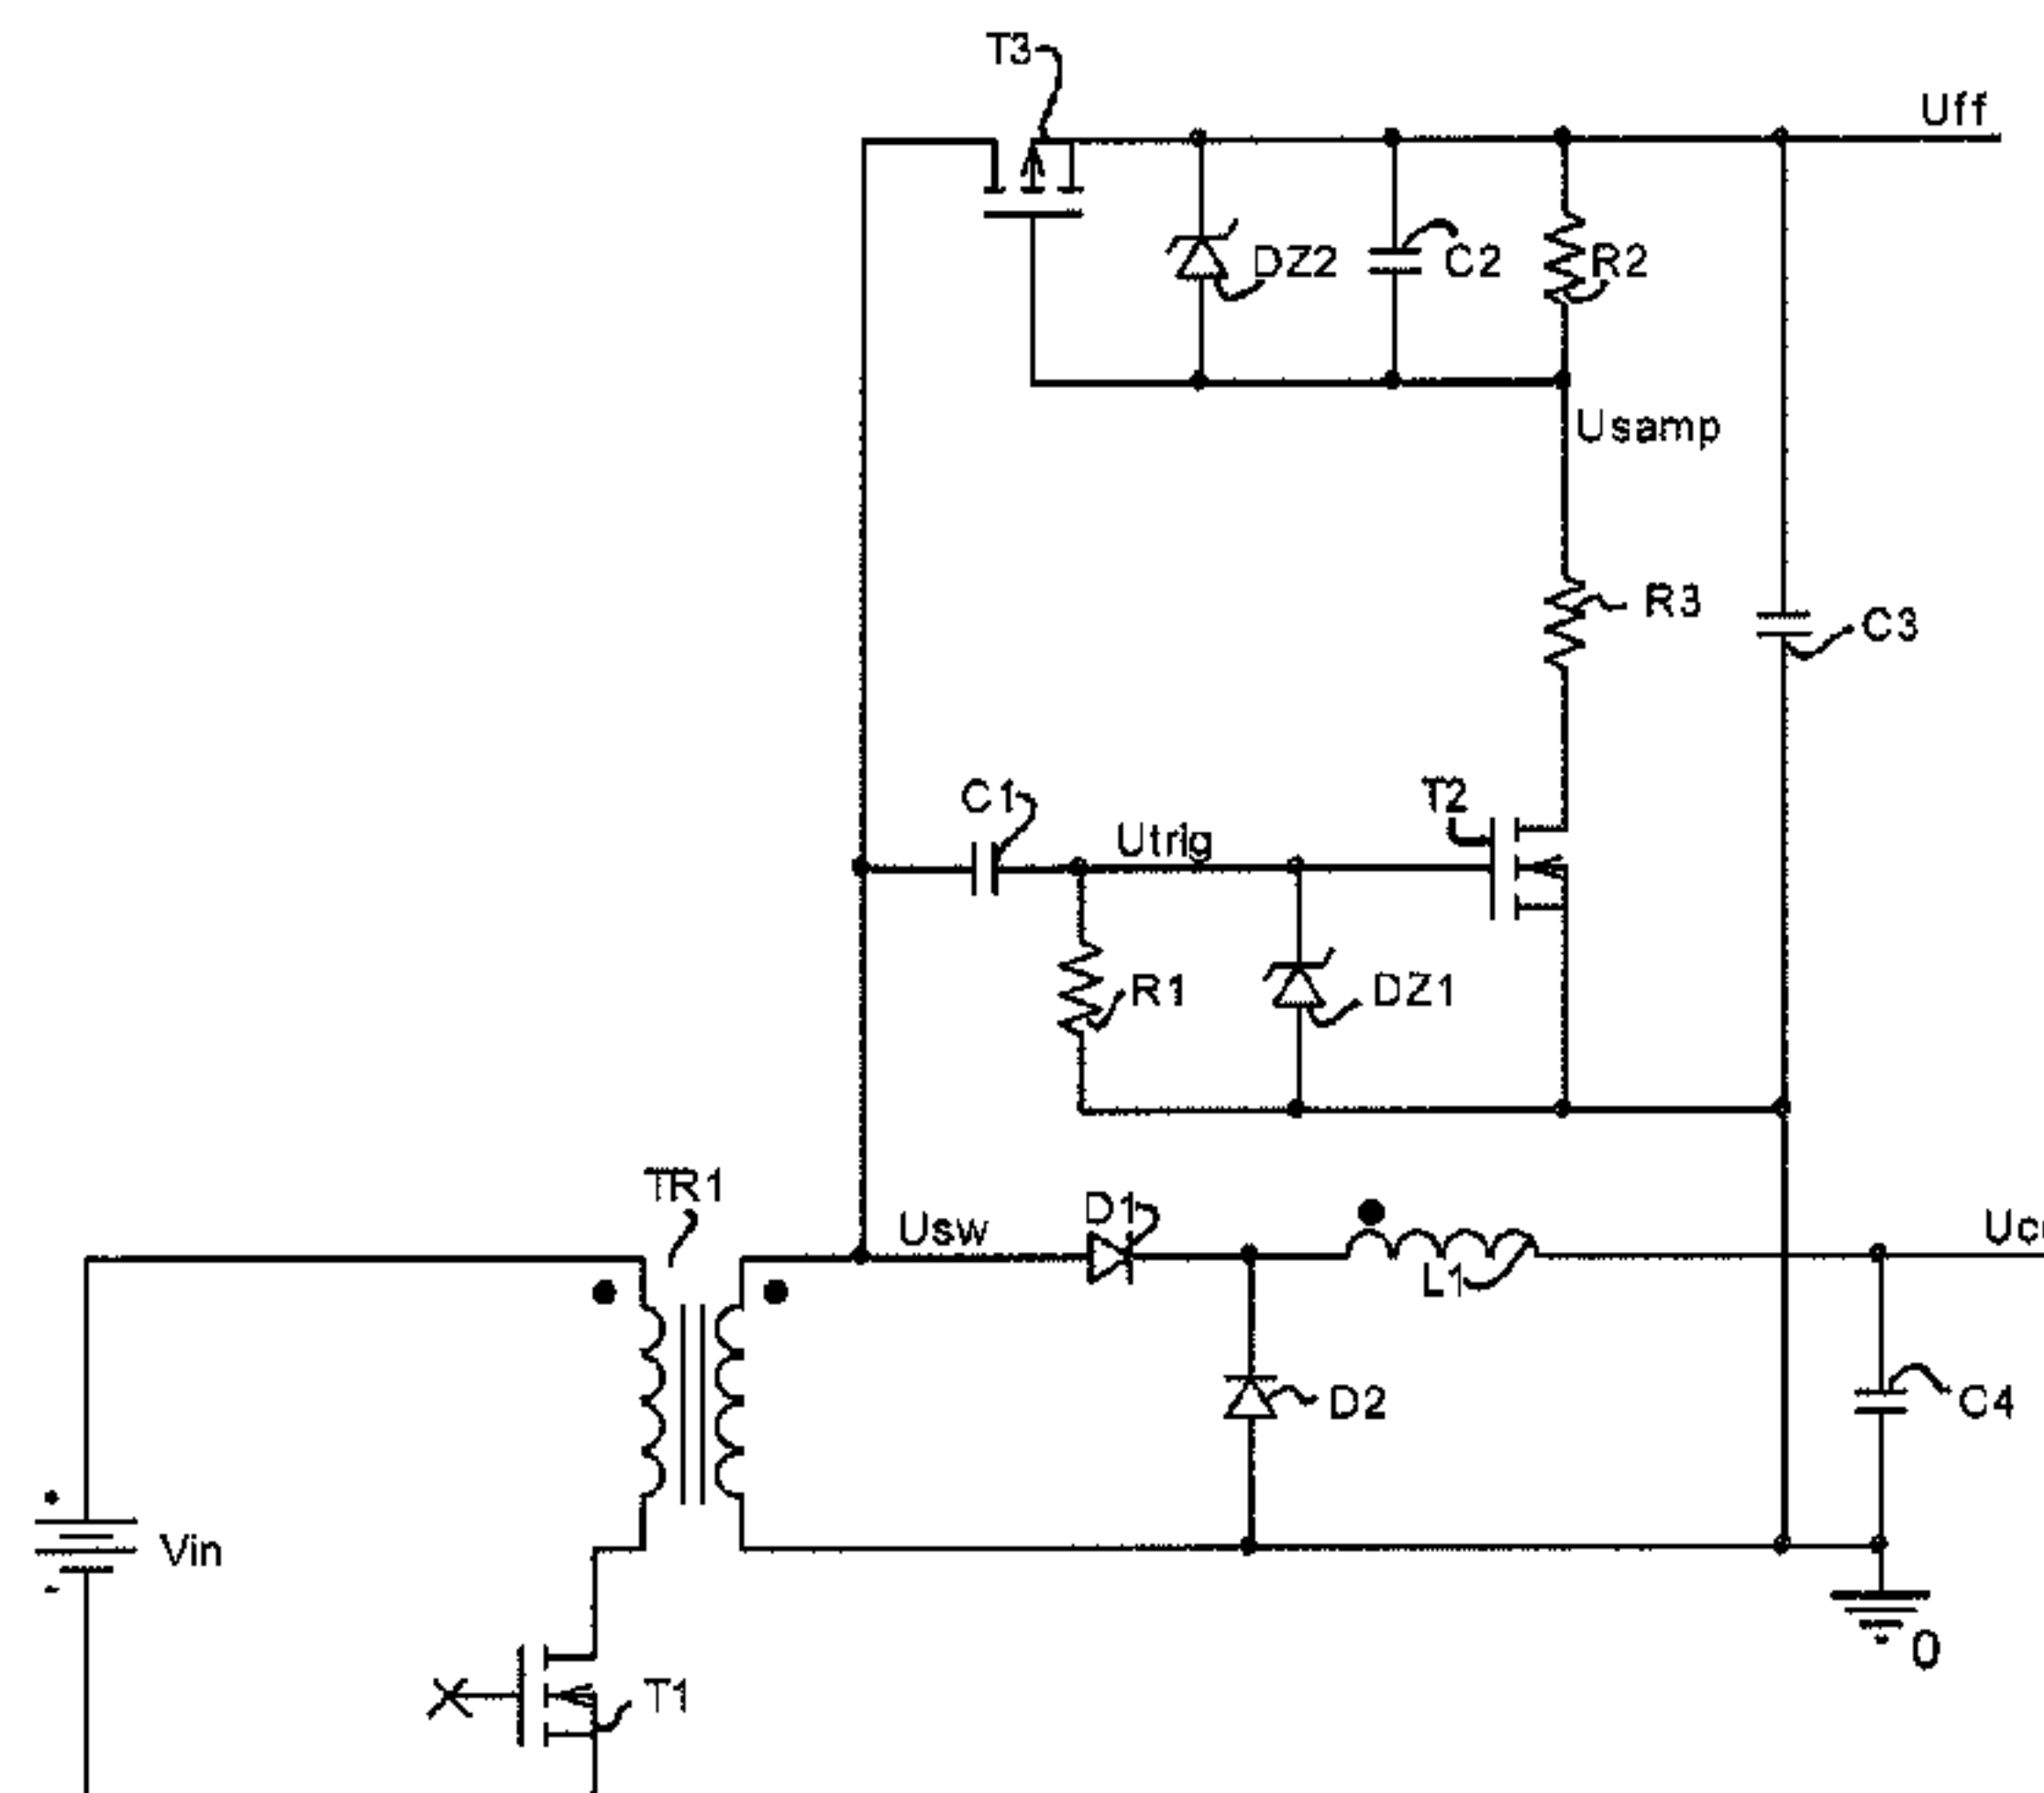 T3
Uff
DZ2
C2
R2
Usamp
R3
C3
C1
Utrig
T2
R1
DZ1
TR1
Usw
D1
L1
D2
C4
Vin
0
T1